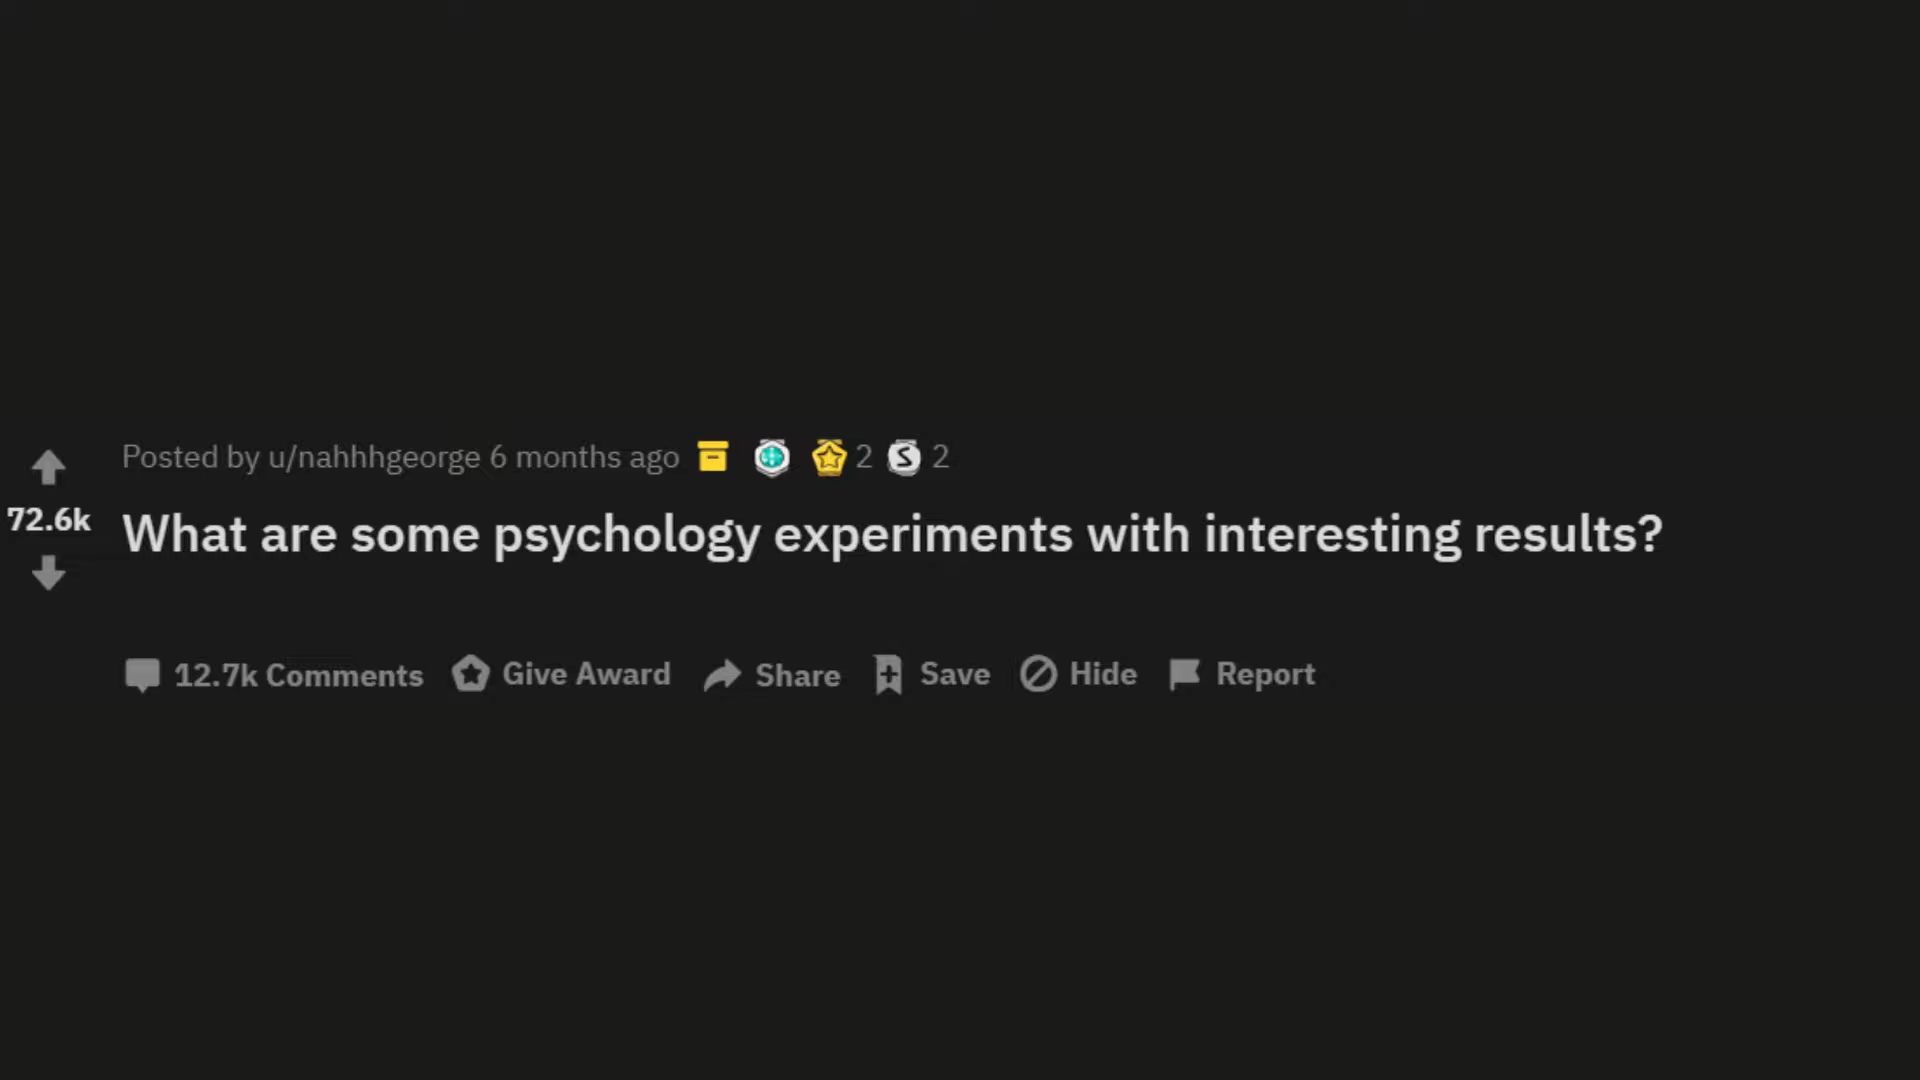 Posted by u/nahhhgeorge 6 months ago 2 S 2
72.6k
What are some psychology experiments with interesting results?
12.7k Comments Give Award Share Save Hide Report